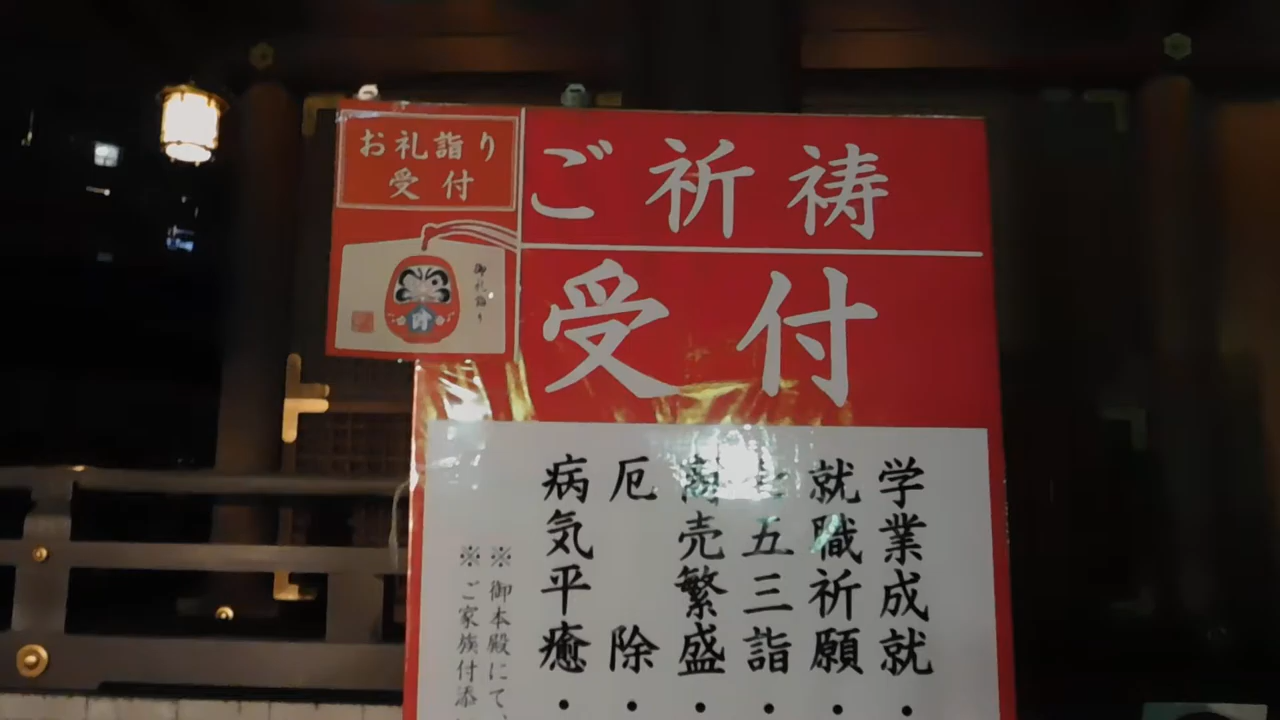 お礼詣り
受付
御礼詣り
ご祈祷
受付
学業成就・
就職祈願・
七五三詣・
商売繁盛・
厄除・
病気平癒・
※御本殿にて、
※ご家族付添